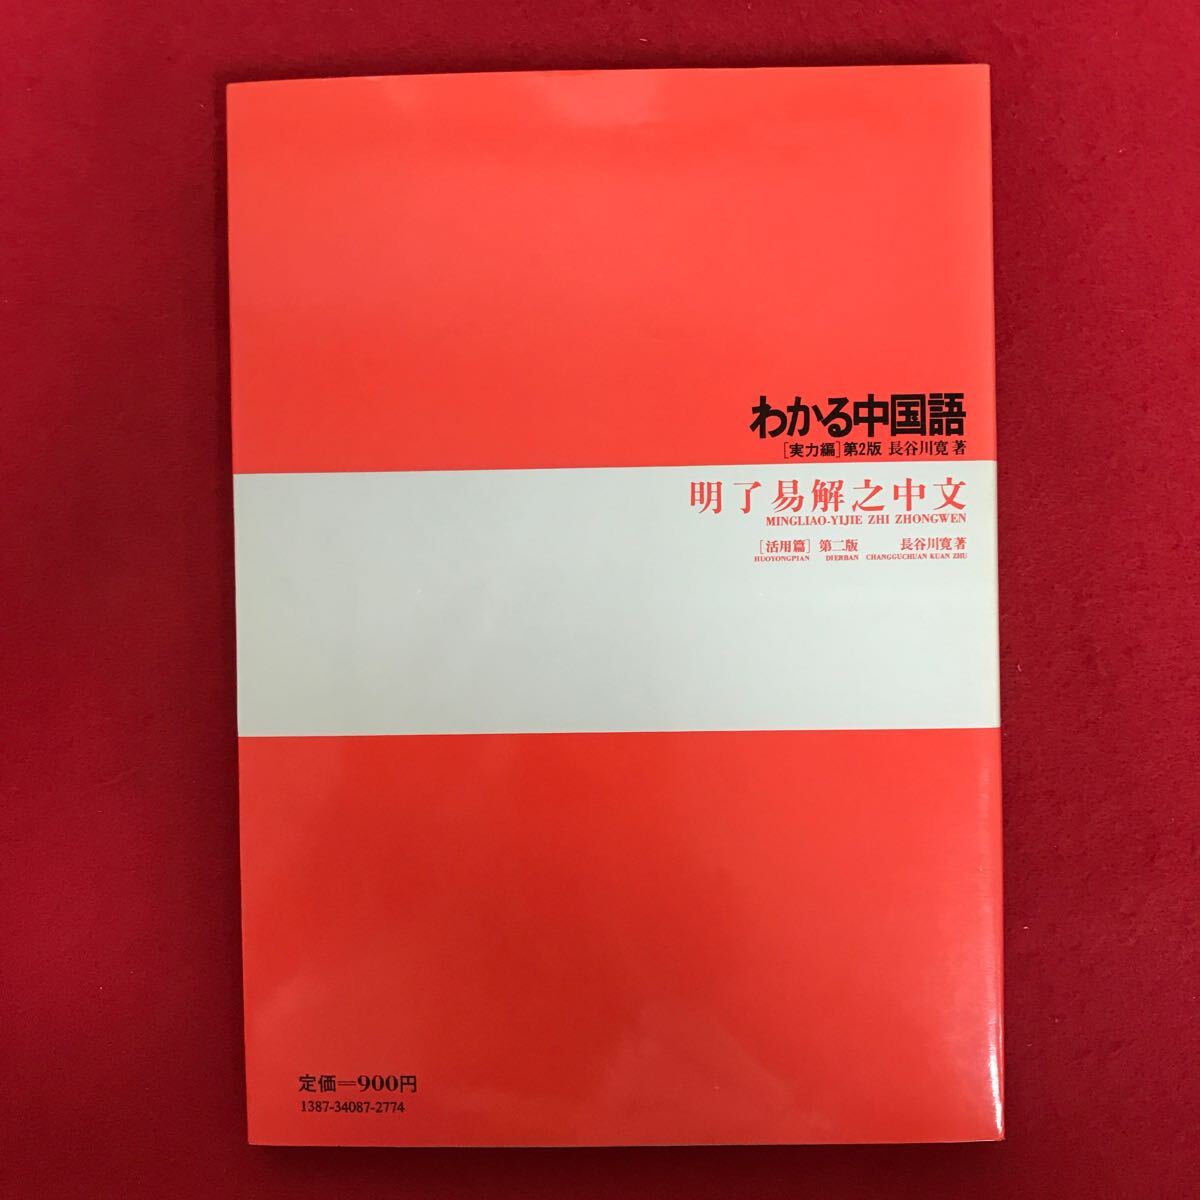 わかる中国語
[実力編]第2版 長谷川寛 著
明了易解之中文
MINGLIAO-YIJIE ZHI ZHONGWEN
[活用篇] 第二版 長谷川寛著
HUOYONGPIAN DIERBAN CHANGGUCHUAN KUAN ZHU
定価=900円
1387-34087-2774